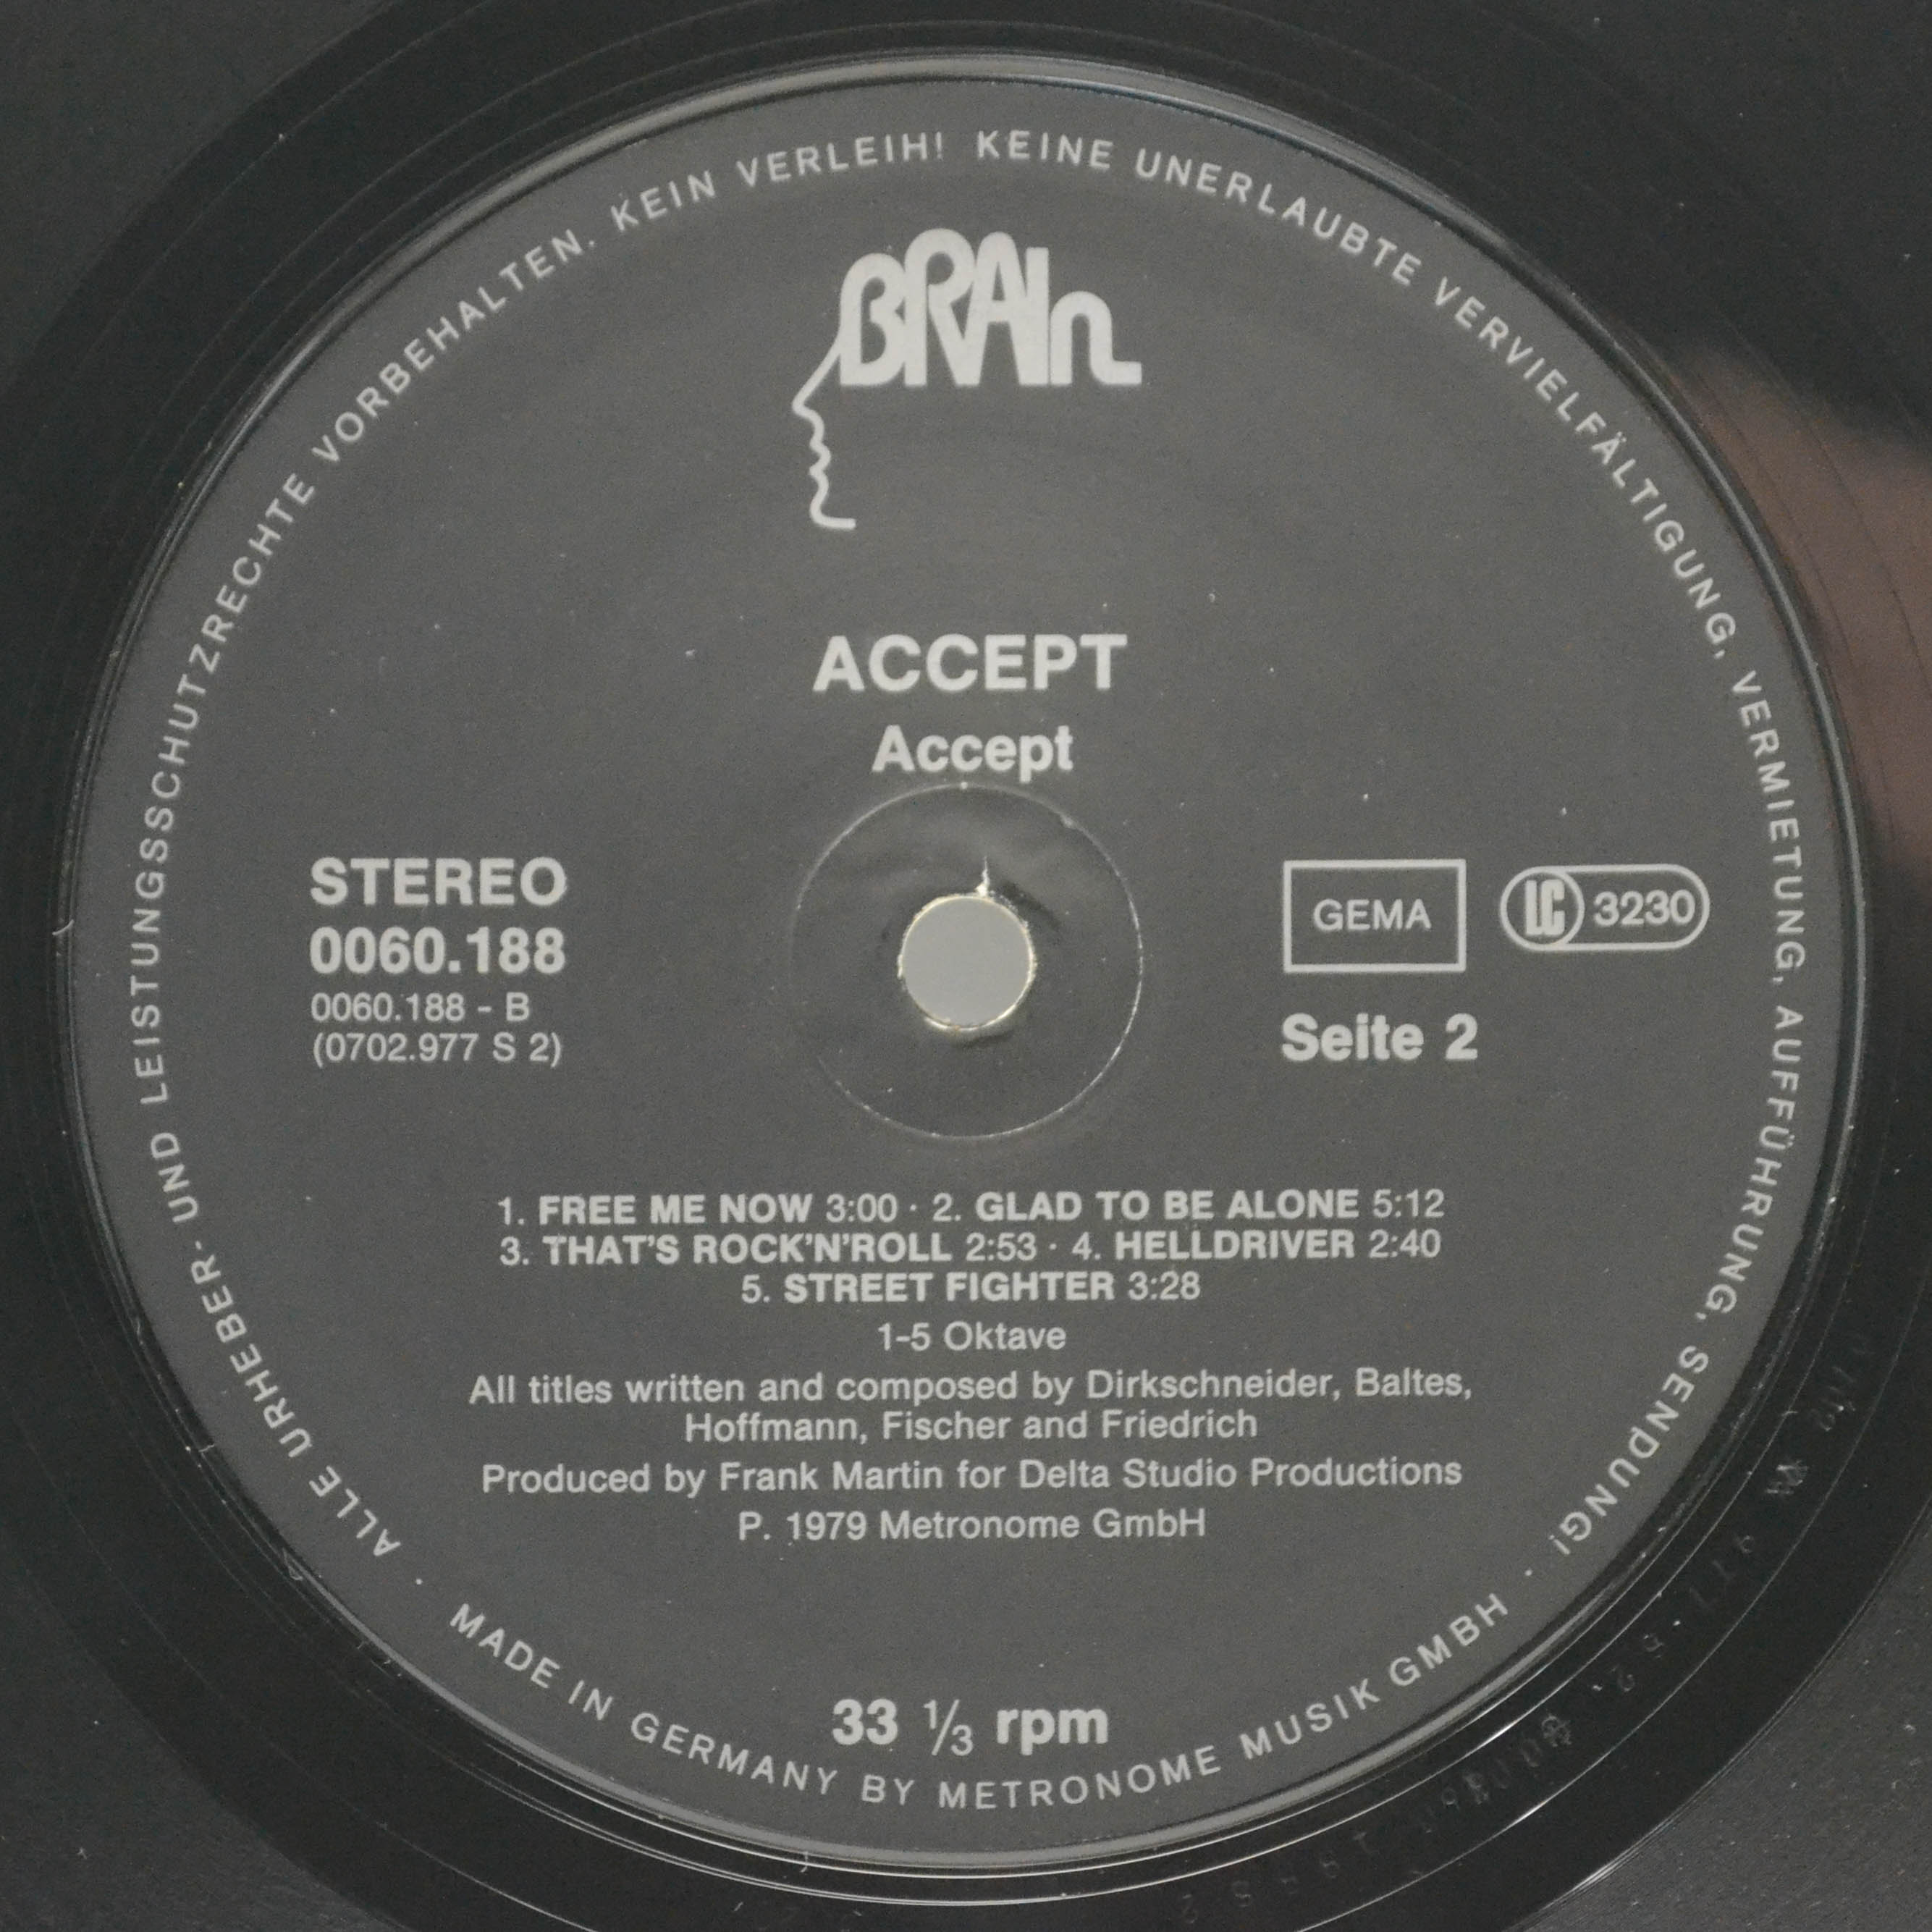 ALLE URHEBER- UND LEISTUNGSSCHUTZRECHTE VORBEHALTEN. KEIN VERLEIH! KEINE UNERLAUBTE VERVIELFÄLTIGUNG, VERMIETUNG, AUFFÜHRUNG, SENDUNG!
BRAIn
ACCEPT
Accept
STEREO
0060.188
0060.188 - B
(0702.977 S 2)
GEMA
LC 3230
Seite 2
1. FREE ME NOW 3:00 · 2. GLAD TO BE ALONE 5:12
3. THAT'S ROCK'N'ROLL 2:53 · 4. HELLDRIVER 2:40
5. STREET FIGHTER 3:28
1-5 Oktave
All titles written and composed by Dirkschneider, Baltes,
Hoffmann, Fischer and Friedrich
Produced by Frank Martin for Delta Studio Productions
P. 1979 Metronome GmbH
33 ⅓ rpm
· MADE IN GERMANY BY METRONOME MUSIK GMBH ·